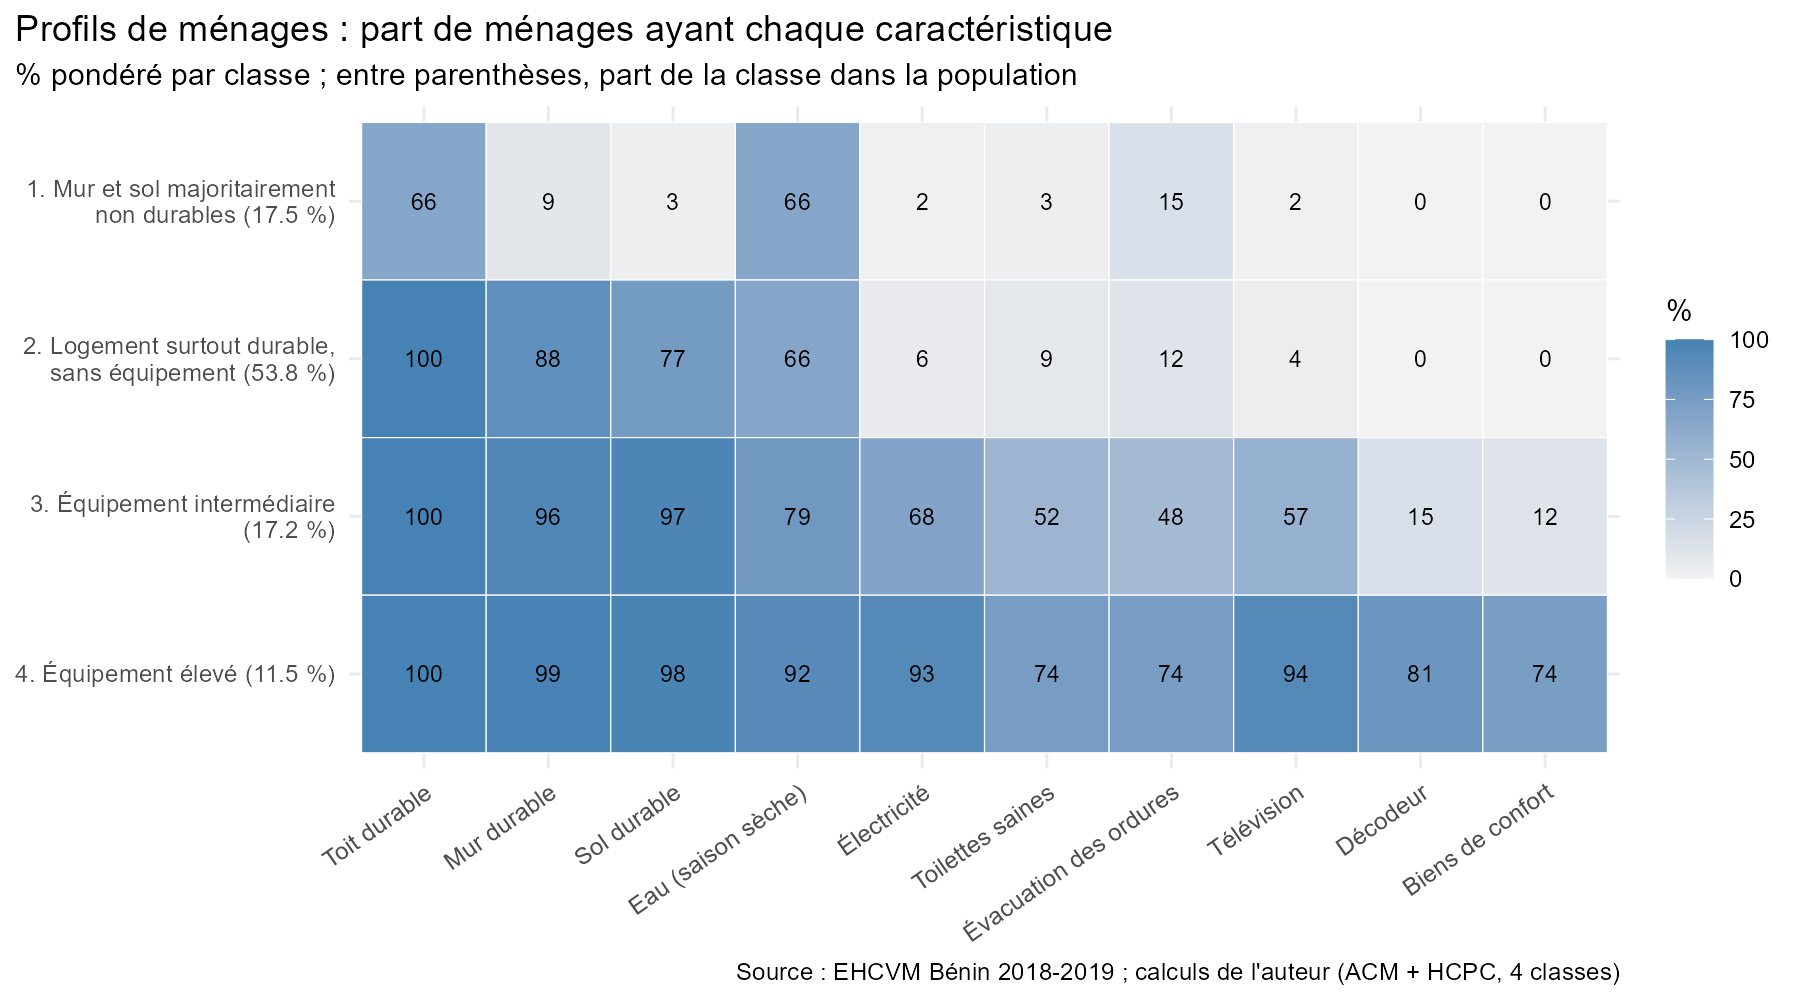 Profils de ménages : part de ménages ayant chaque caractéristique
% pondéré par classe ; entre parenthèses, part de la classe dans la population
1. Mur et sol majoritairement
non durables (17.5 %)
66 9 3 66 2 3 15 2 0 0
2. Logement surtout durable,
sans équipement (53.8 %)
100 88 77 66 6 9 12 4 0 0
3. Équipement intermédiaire
(17.2 %)
100 96 97 79 68 52 48 57 15 12
4. Équipement élevé (11.5 %)
100 99 98 92 93 74 74 94 81 74
Toit durable
Mur durable
Sol durable
Eau (saison sèche)
Électricité
Toilettes saines
Évacuation des ordures
Télévision
Décodeur
Biens de confort
%
100
75
50
25
0
Source : EHCVM Bénin 2018-2019 ; calculs de l'auteur (ACM + HCPC, 4 classes)